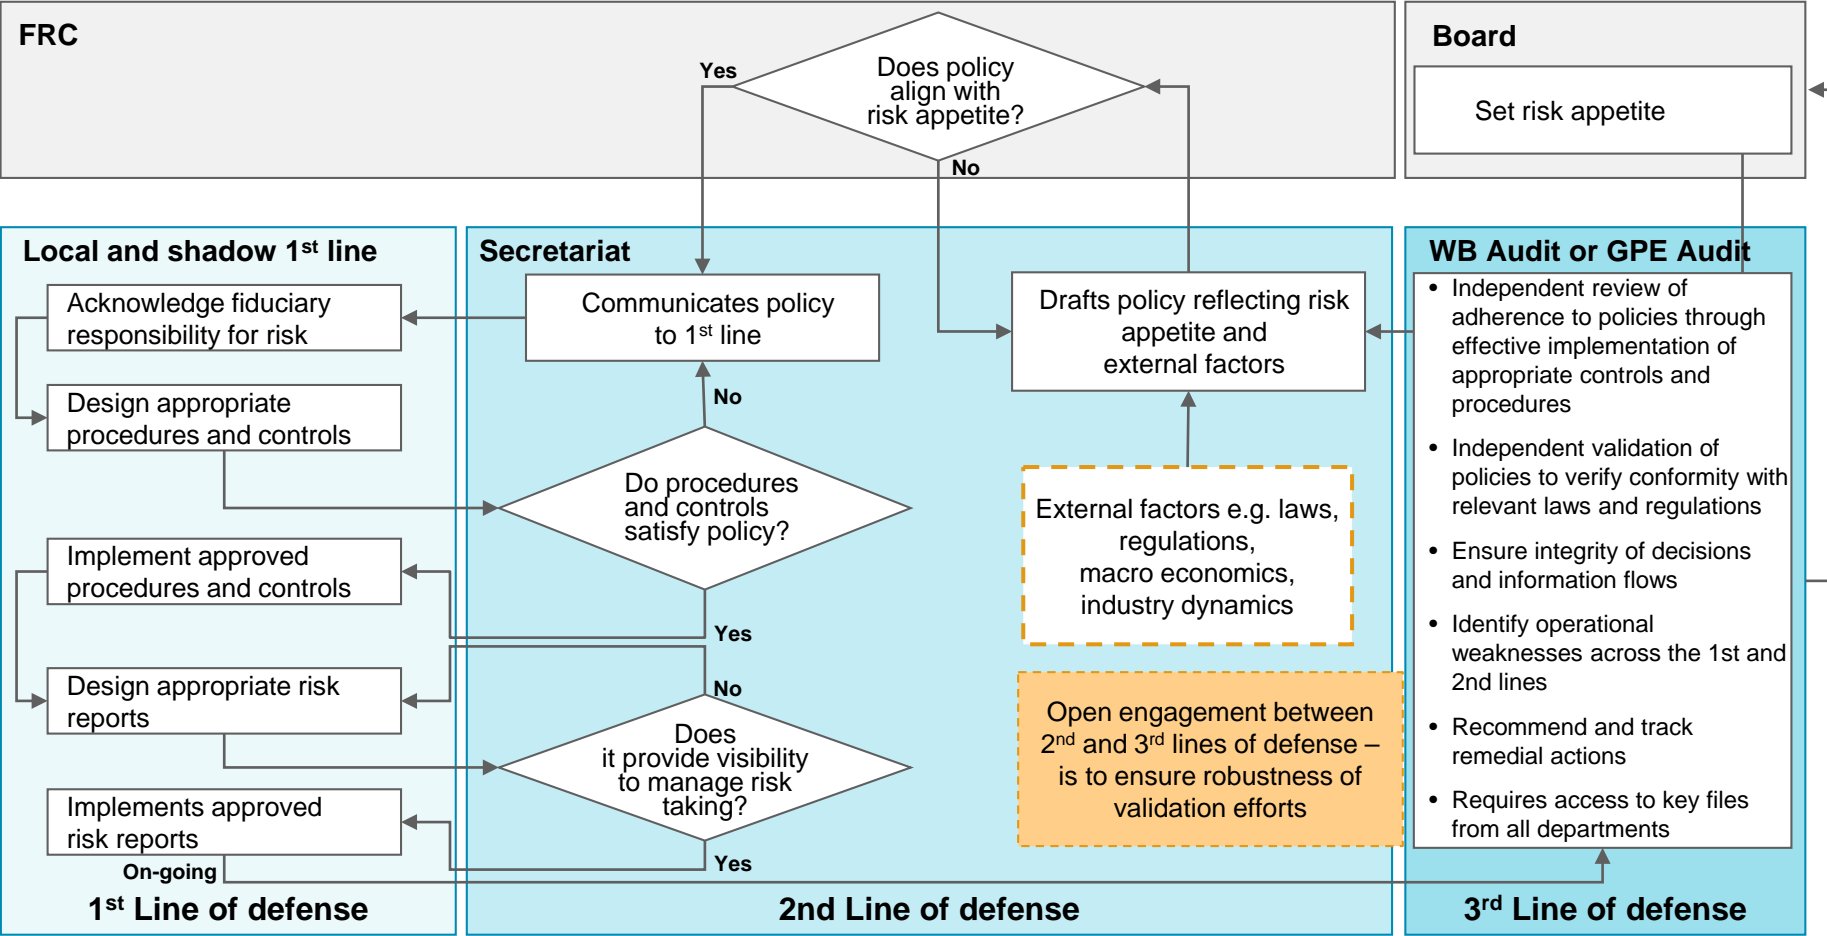 FRC
Yes
Does policy
align with
risk appetite?
No
Board
Set risk appetite
Local and shadow 1st line
Acknowledge fiduciary
responsibility for risk
Design appropriate
procedures and controls
Implement approved
procedures and controls
Design appropriate risk
reports
Implements approved
risk reports
On-going
1st Line of defense
Secretariat
Communicates policy
to 1st line
No
Do procedures
and controls
satisfy policy?
Yes
No
Does
it provide visibility
to manage risk
taking?
Yes
Drafts policy reflecting risk
appetite and
external factors
External factors e.g. laws,
regulations,
macro economics,
industry dynamics
Open engagement between
2nd and 3rd lines of defense –
is to ensure robustness of
validation efforts
2nd Line of defense
WB Audit or GPE Audit
• Independent review of
adherence to policies through
effective implementation of
appropriate controls and
procedures
• Independent validation of
policies to verify conformity with
relevant laws and regulations
• Ensure integrity of decisions
and information flows
• Identify operational
weaknesses across the 1st and
2nd lines
• Recommend and track
remedial actions
• Requires access to key files
from all departments
3rd Line of defense